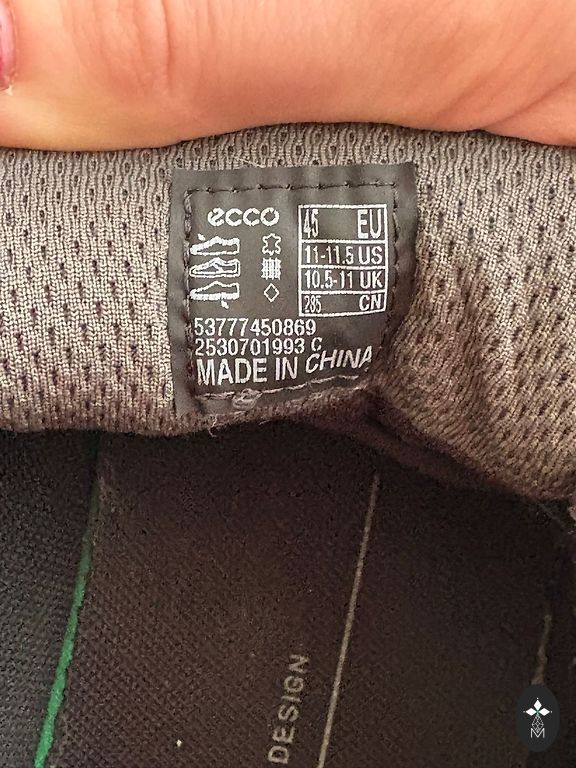 ecco
45 EU
11-11.5 US
10.5-11 UK
285 CN
53777450869
2530701993 C
MADE IN CHINA
DESIGN
M